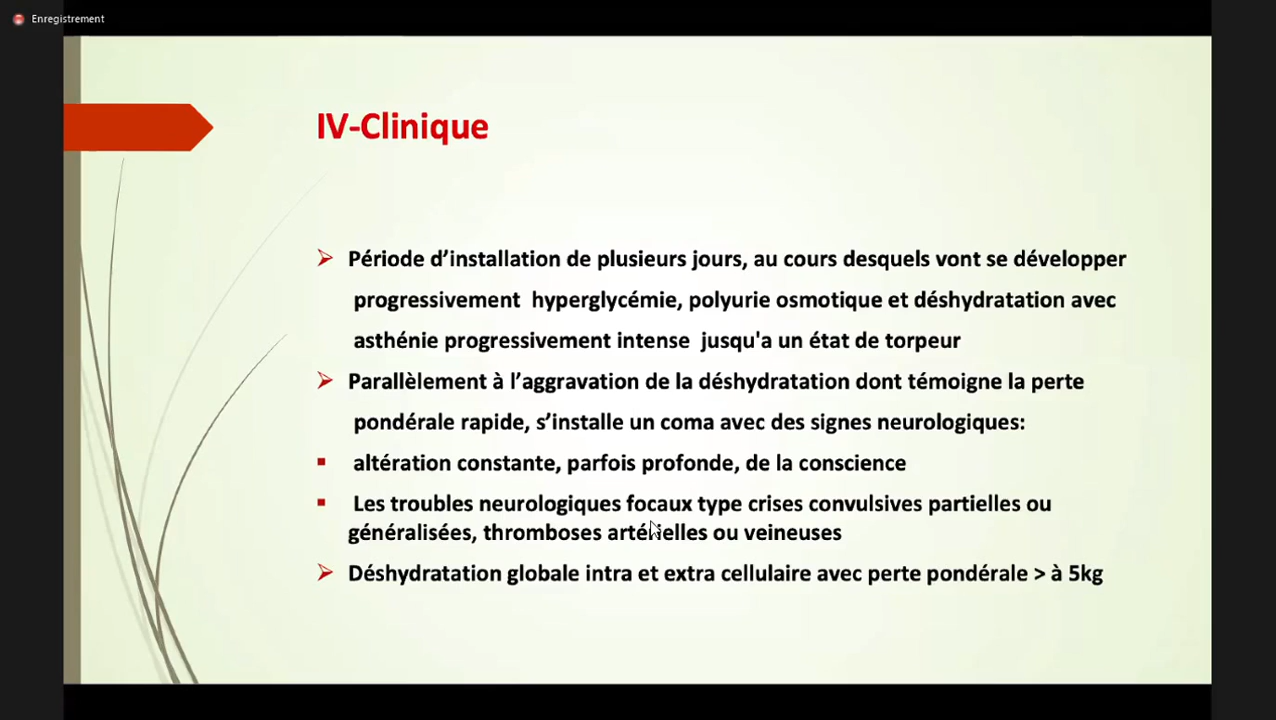 Enregistrement
IV-Clinique
Période d’installation de plusieurs jours, au cours desquels vont se développer
progressivement hyperglycémie, polyurie osmotique et déshydratation avec
asthénie progressivement intense jusqu'a un état de torpeur
Parallèlement à l’aggravation de la déshydratation dont témoigne la perte
pondérale rapide, s’installe un coma avec des signes neurologiques:
altération constante, parfois profonde, de la conscience
Les troubles neurologiques focaux type crises convulsives partielles ou
généralisées, thromboses artérielles ou veineuses
Déshydratation globale intra et extra cellulaire avec perte pondérale > à 5kg